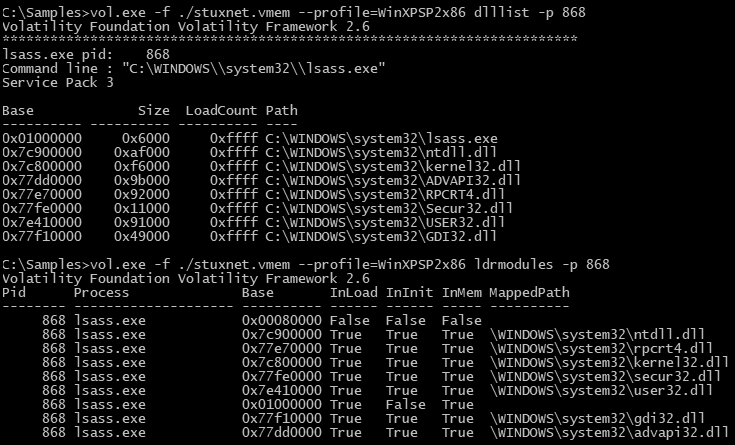 C:\Samples>vol.exe -f ./stuxnet.vmem --profile=WinXPSP2x86 dlllist -p 868
Volatility Foundation Volatility Framework 2.6
************************************************************************
lsass.exe pid:    868
Command line : "C:\WINDOWS\\system32\\lsass.exe"
Service Pack 3

Base             Size  LoadCount Path
---------- ---------- ---------- ----
0x01000000     0x6000     0xffff C:\WINDOWS\system32\lsass.exe
0x7c900000    0xaf000     0xffff C:\WINDOWS\system32\ntdll.dll
0x7c800000    0xf6000     0xffff C:\WINDOWS\system32\kernel32.dll
0x77dd0000    0x9b000     0xffff C:\WINDOWS\system32\ADVAPI32.dll
0x77e70000    0x92000     0xffff C:\WINDOWS\system32\RPCRT4.dll
0x77fe0000    0x11000     0xffff C:\WINDOWS\system32\Secur32.dll
0x7e410000    0x91000     0xffff C:\WINDOWS\system32\USER32.dll
0x77f10000    0x49000     0xffff C:\WINDOWS\system32\GDI32.dll

C:\Samples>vol.exe -f ./stuxnet.vmem --profile=WinXPSP2x86 ldrmodules -p 868
Volatility Foundation Volatility Framework 2.6
Pid      Process              Base       InLoad InInit InMem MappedPath
-------- -------------------- ---------- ------ ------ ----- ----------
     868 lsass.exe            0x00080000 False  False  False
     868 lsass.exe            0x7c900000 True   True   True  \WINDOWS\system32\ntdll.dll
     868 lsass.exe            0x77e70000 True   True   True  \WINDOWS\system32\rpcrt4.dll
     868 lsass.exe            0x7c800000 True   True   True  \WINDOWS\system32\kernel32.dll
     868 lsass.exe            0x77fe0000 True   True   True  \WINDOWS\system32\secur32.dll
     868 lsass.exe            0x7e410000 True   True   True  \WINDOWS\system32\user32.dll
     868 lsass.exe            0x01000000 True   False  True
     868 lsass.exe            0x77f10000 True   True   True  \WINDOWS\system32\gdi32.dll
     868 lsass.exe            0x77dd0000 True   True   True  \WINDOWS\system32\advapi32.dll